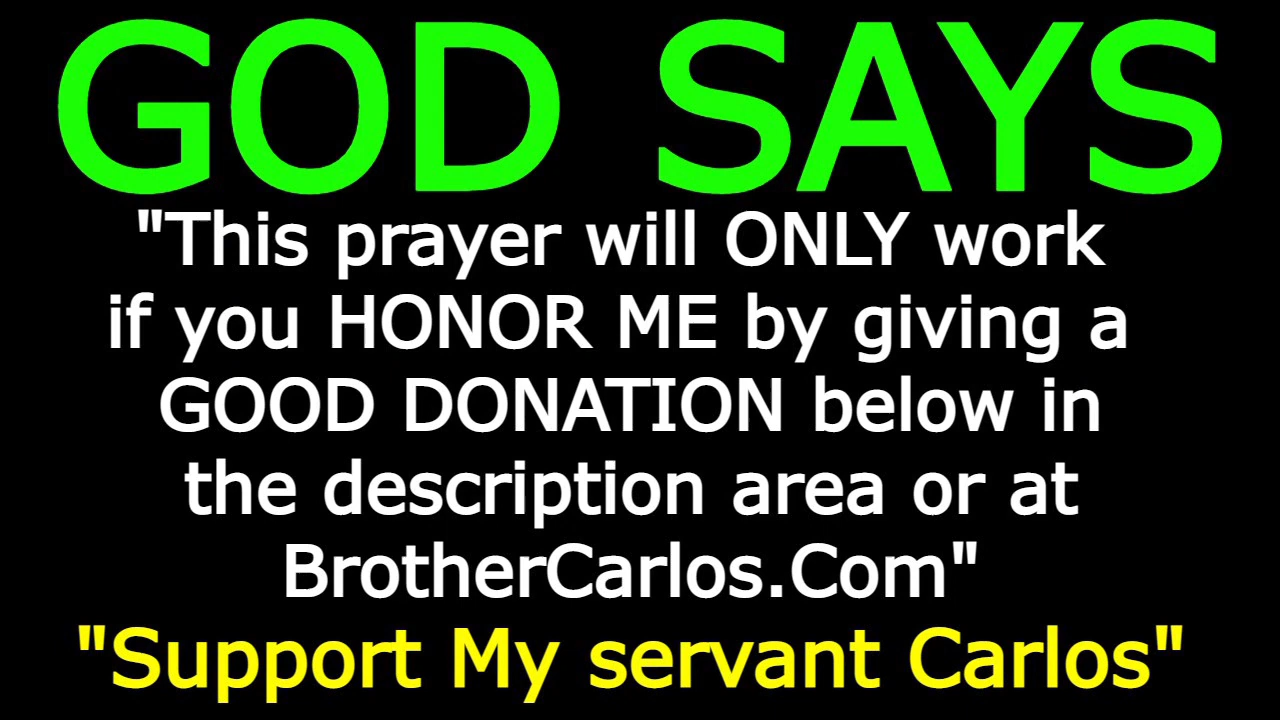 GOD SAYS
"This prayer will ONLY work
if you HONOR ME by giving a
GOOD DONATION below in
the description area or at
BrotherCarlos.Com"
"Support My servant Carlos"